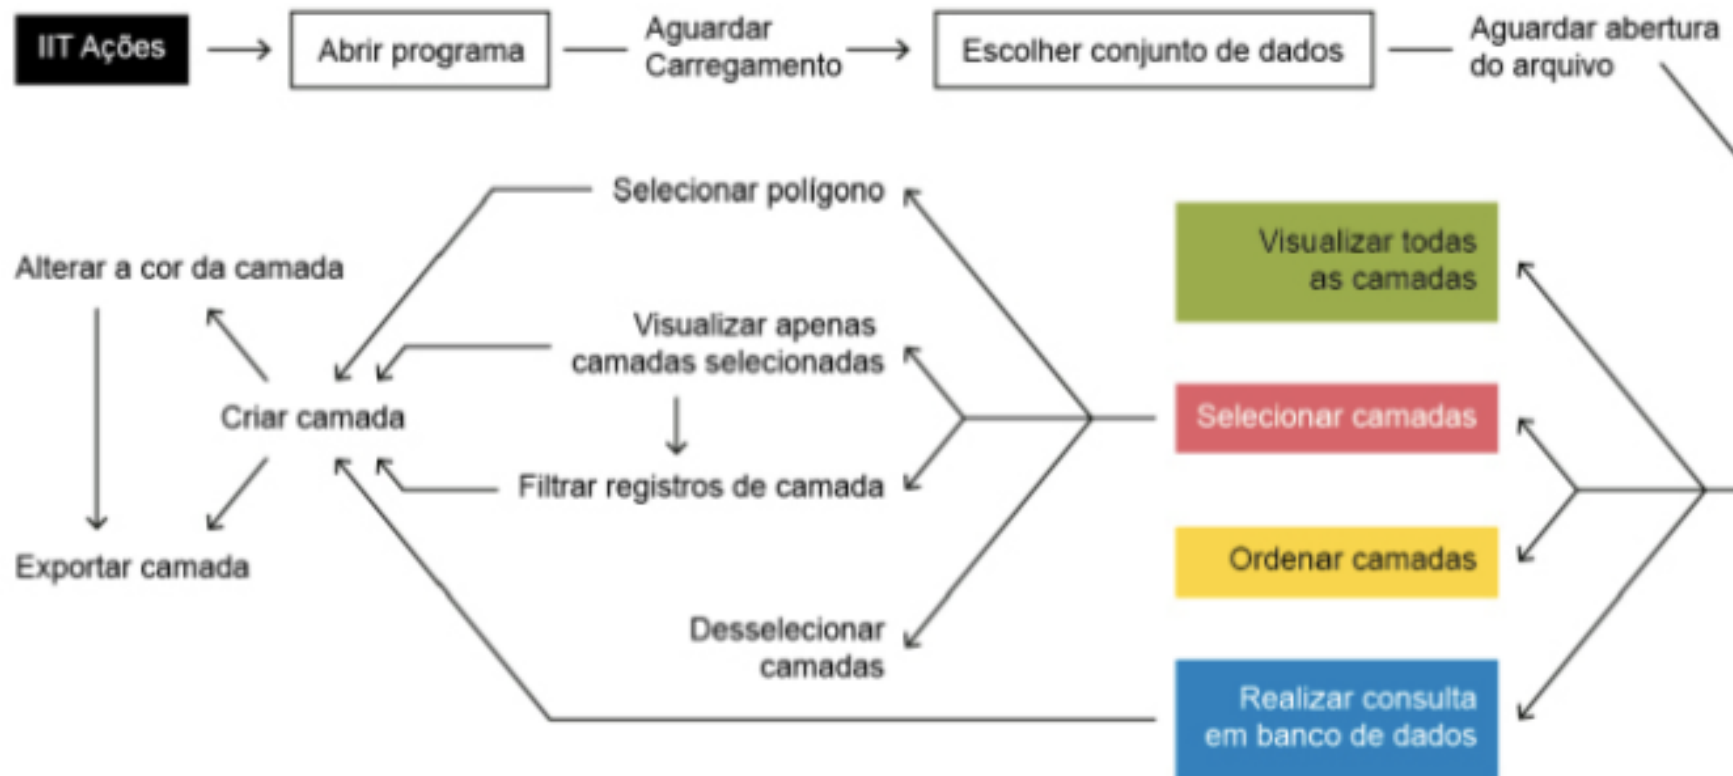 IIT Ações
Abrir programa
Aguardar
Carregamento
Escolher conjunto de dados
Aguardar abertura
do arquivo
Selecionar polígono
Visualizar todas
as camadas
Alterar a cor da camada
Visualizar apenas
camadas selecionadas
Criar camada
Selecionar camadas
Filtrar registros de camada
Exportar camada
Ordenar camadas
Desselecionar
camadas
Realizar consulta
em banco de dados